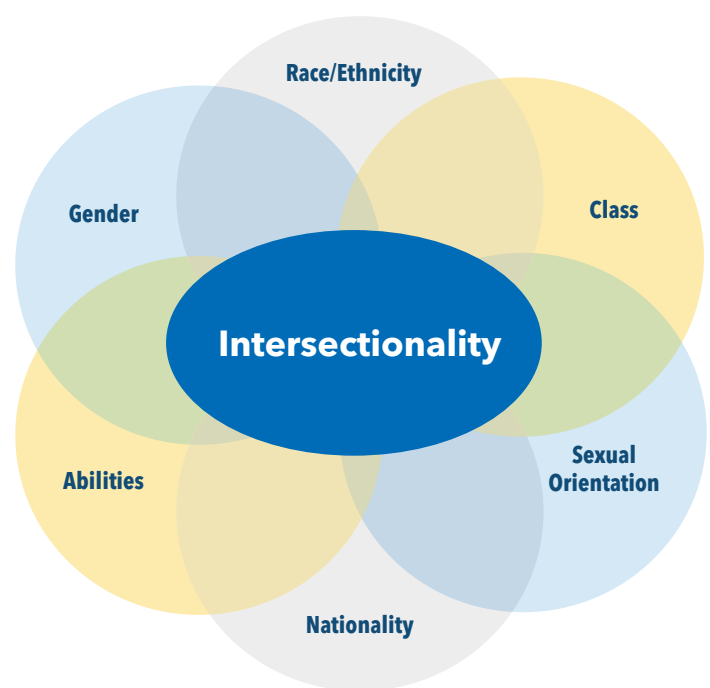 Race/Ethnicity
Gender
Class
Intersectionality
Abilities
Sexual
Orientation
Nationality